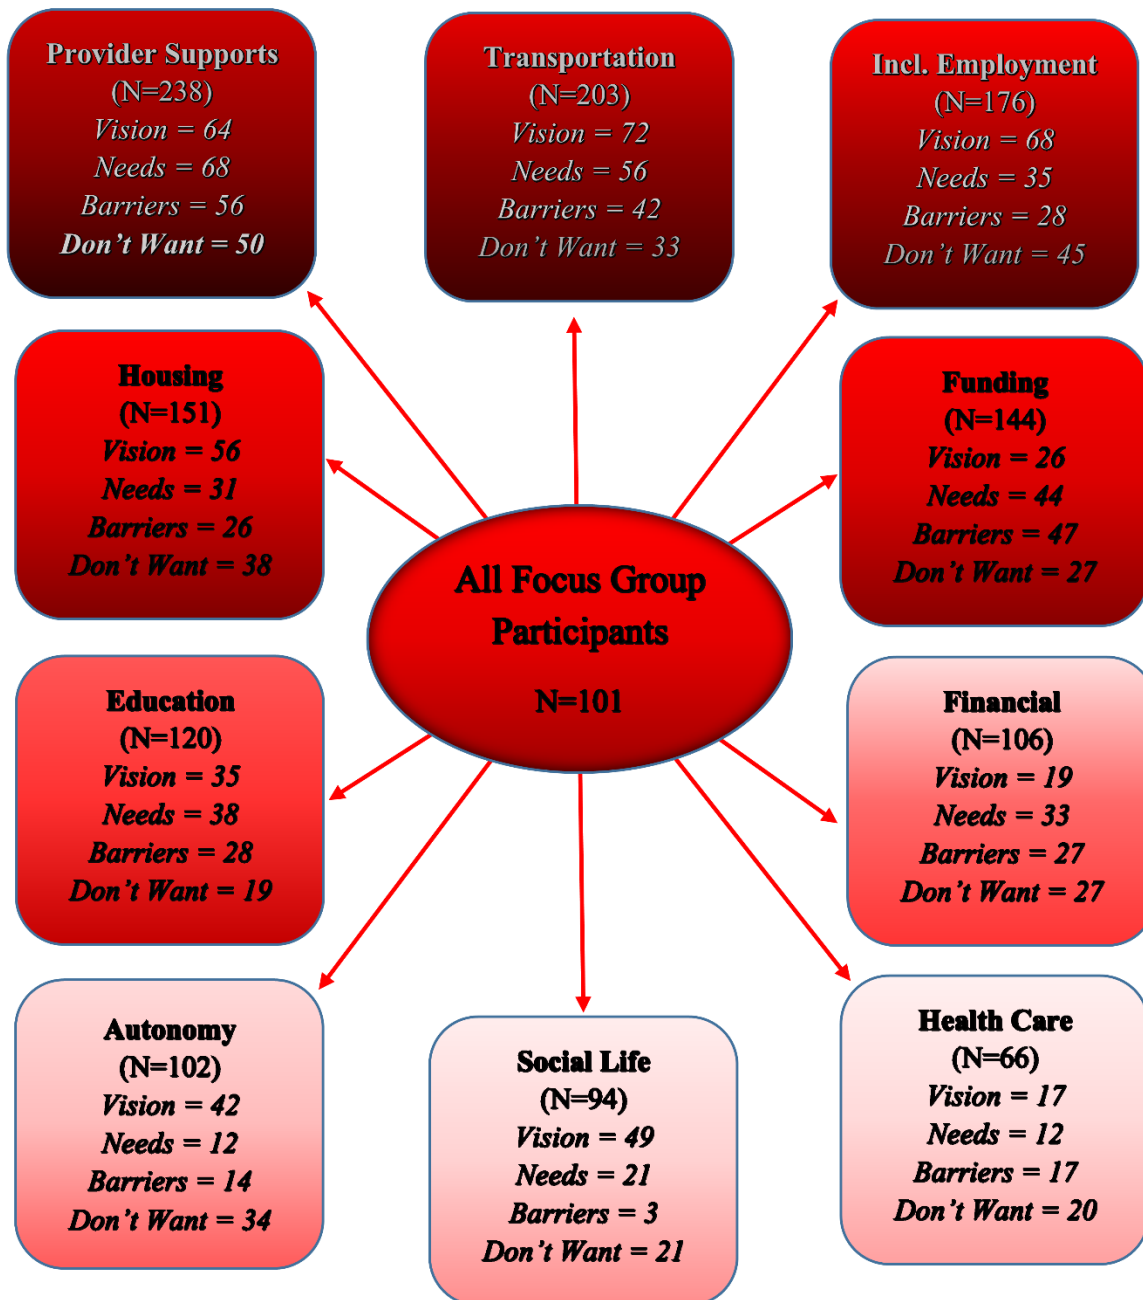 Provider Supports
(N=238)
Vision = 64
Needs = 68
Barriers = 56
Don’t Want = 50
Transportation
(N=203)
Vision = 72
Needs = 56
Barriers = 42
Don’t Want = 33
Incl. Employment
(N=176)
Vision = 68
Needs = 35
Barriers = 28
Don’t Want = 45
Housing
(N=151)
Vision = 56
Needs = 31
Barriers = 26
Don’t Want = 38
Funding
(N=144)
Vision = 26
Needs = 44
Barriers = 47
Don’t Want = 27
All Focus Group
Participants
N=101
Education
(N=120)
Vision = 35
Needs = 38
Barriers = 28
Don’t Want = 19
Financial
(N=106)
Vision = 19
Needs = 33
Barriers = 27
Don’t Want = 27
Autonomy
(N=102)
Vision = 42
Needs = 12
Barriers = 14
Don’t Want = 34
Social Life
(N=94)
Vision = 49
Needs = 21
Barriers = 3
Don’t Want = 21
Health Care
(N=66)
Vision = 17
Needs = 12
Barriers = 17
Don’t Want = 20